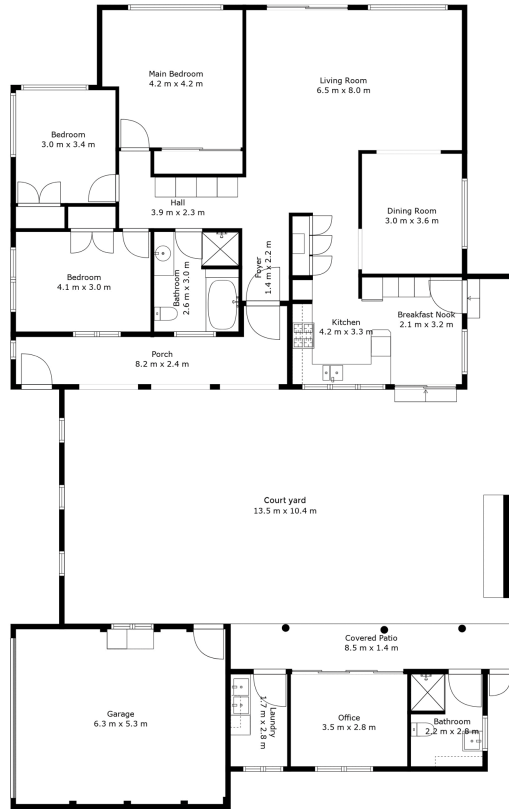 Main Bedroom
4.2 m x 4.2 m
Living Room
6.5 m x 8.0 m
Bedroom
3.0 m x 3.4 m
Hall
3.9 m x 2.3 m
Dining Room
3.0 m x 3.6 m
Bedroom
4.1 m x 3.0 m
Bathroom
2.6 m x 3.0 m
Foyer
1.4 m x 2.2 m
Kitchen
4.2 m x 3.3 m
Breakfast Nook
2.1 m x 3.2 m
Porch
8.2 m x 2.4 m
Court yard
13.5 m x 10.4 m
Covered Patio
8.5 m x 1.4 m
Garage
6.3 m x 5.3 m
Laundry
1.7 m x 2.8 m
Office
3.5 m x 2.8 m
Bathroom
2.2 m x 2.8 m